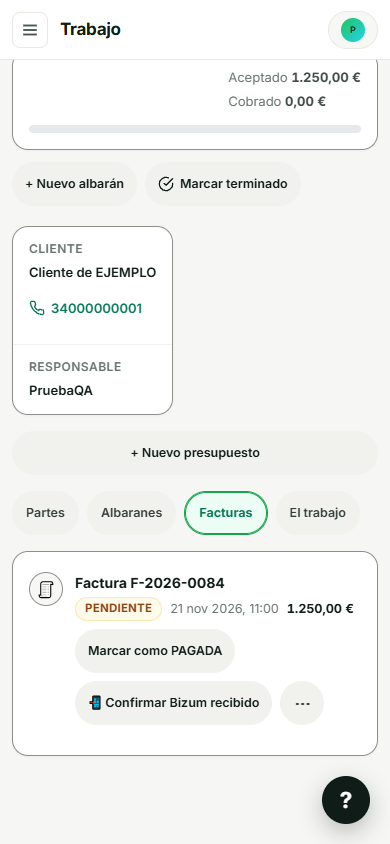 Trabajo
P
Aceptado 1.250,00 €
Cobrado 0,00 €
+ Nuevo albarán
Marcar terminado
CLIENTE
Cliente de EJEMPLO
34000000001
RESPONSABLE
PruebaQA
+ Nuevo presupuesto
Partes
Albaranes
Facturas
El trabajo
Factura F-2026-0084
PENDIENTE 21 nov 2026, 11:00 1.250,00 €
Marcar como PAGADA
Confirmar Bizum recibido
...
?